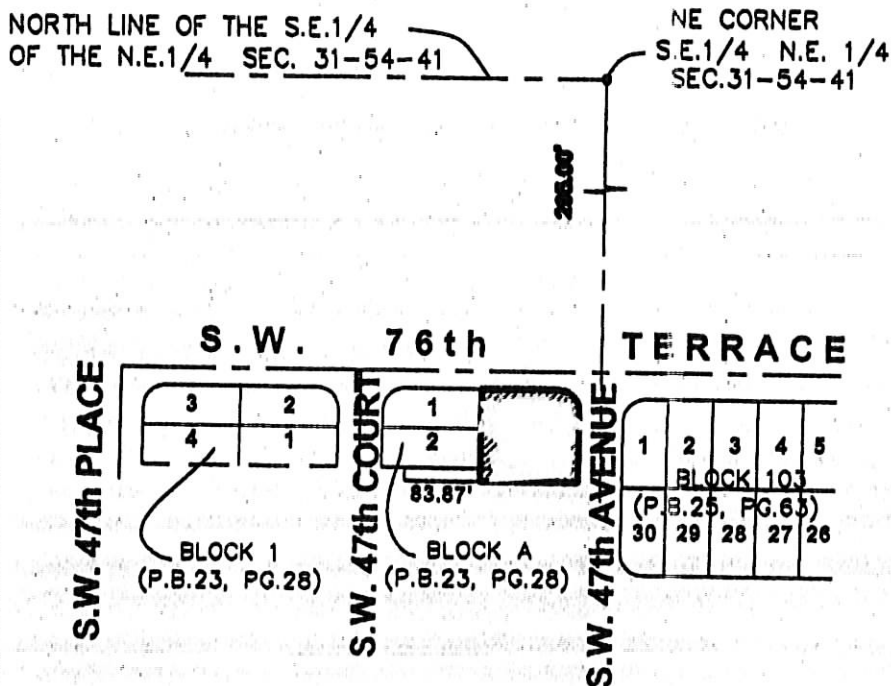 NORTH LINE OF THE S.E.1/4
OF THE N.E.1/4 SEC. 31-54-41
NE CORNER
S.E.1/4 N.E. 1/4
SEC.31-54-41
S.W. 76th TERRACE
S.W.47th PLACE
3
2
4
1
S.W.47th COURT
1
2
83.87'
S.W.47th AVENUE
1 2 3 4 5
BLOCK 103
(P.B.25, PG.63)
30 29 28 27 26
BLOCK 1
(P.B.23, PG.28)
BLOCK A
(P.B.23, PG.28)